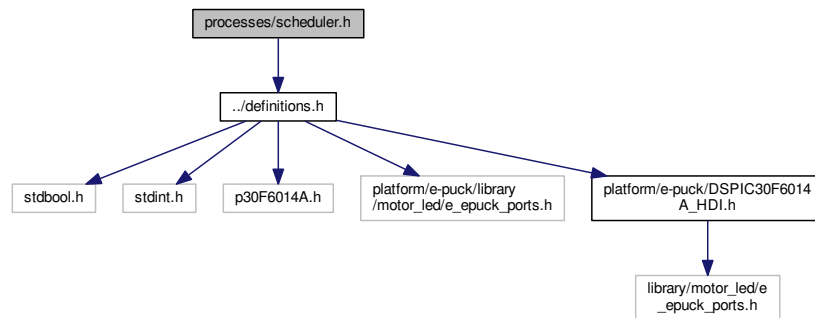 processes/scheduler.h
../definitions.h
stdbool.h
stdint.h
p30F6014A.h
platform/e-puck/library
/motor_led/e_epuck_ports.h
platform/e-puck/DSPIC30F6014
A_HDI.h
library/motor_led/e
_epuck_ports.h